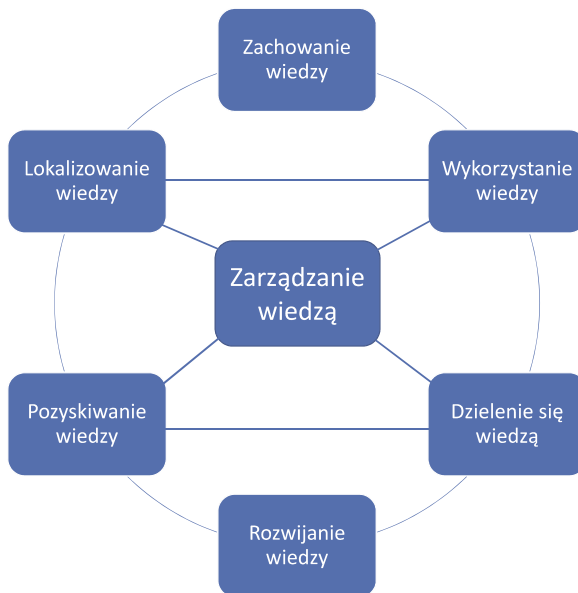 Zachowanie
wiedzy
Lokalizowanie
wiedzy
Wykorzystanie
wiedzy
Zarządzanie
wiedzą
Pozyskiwanie
wiedzy
Dzielenie się
wiedzą
Rozwijanie
wiedzy